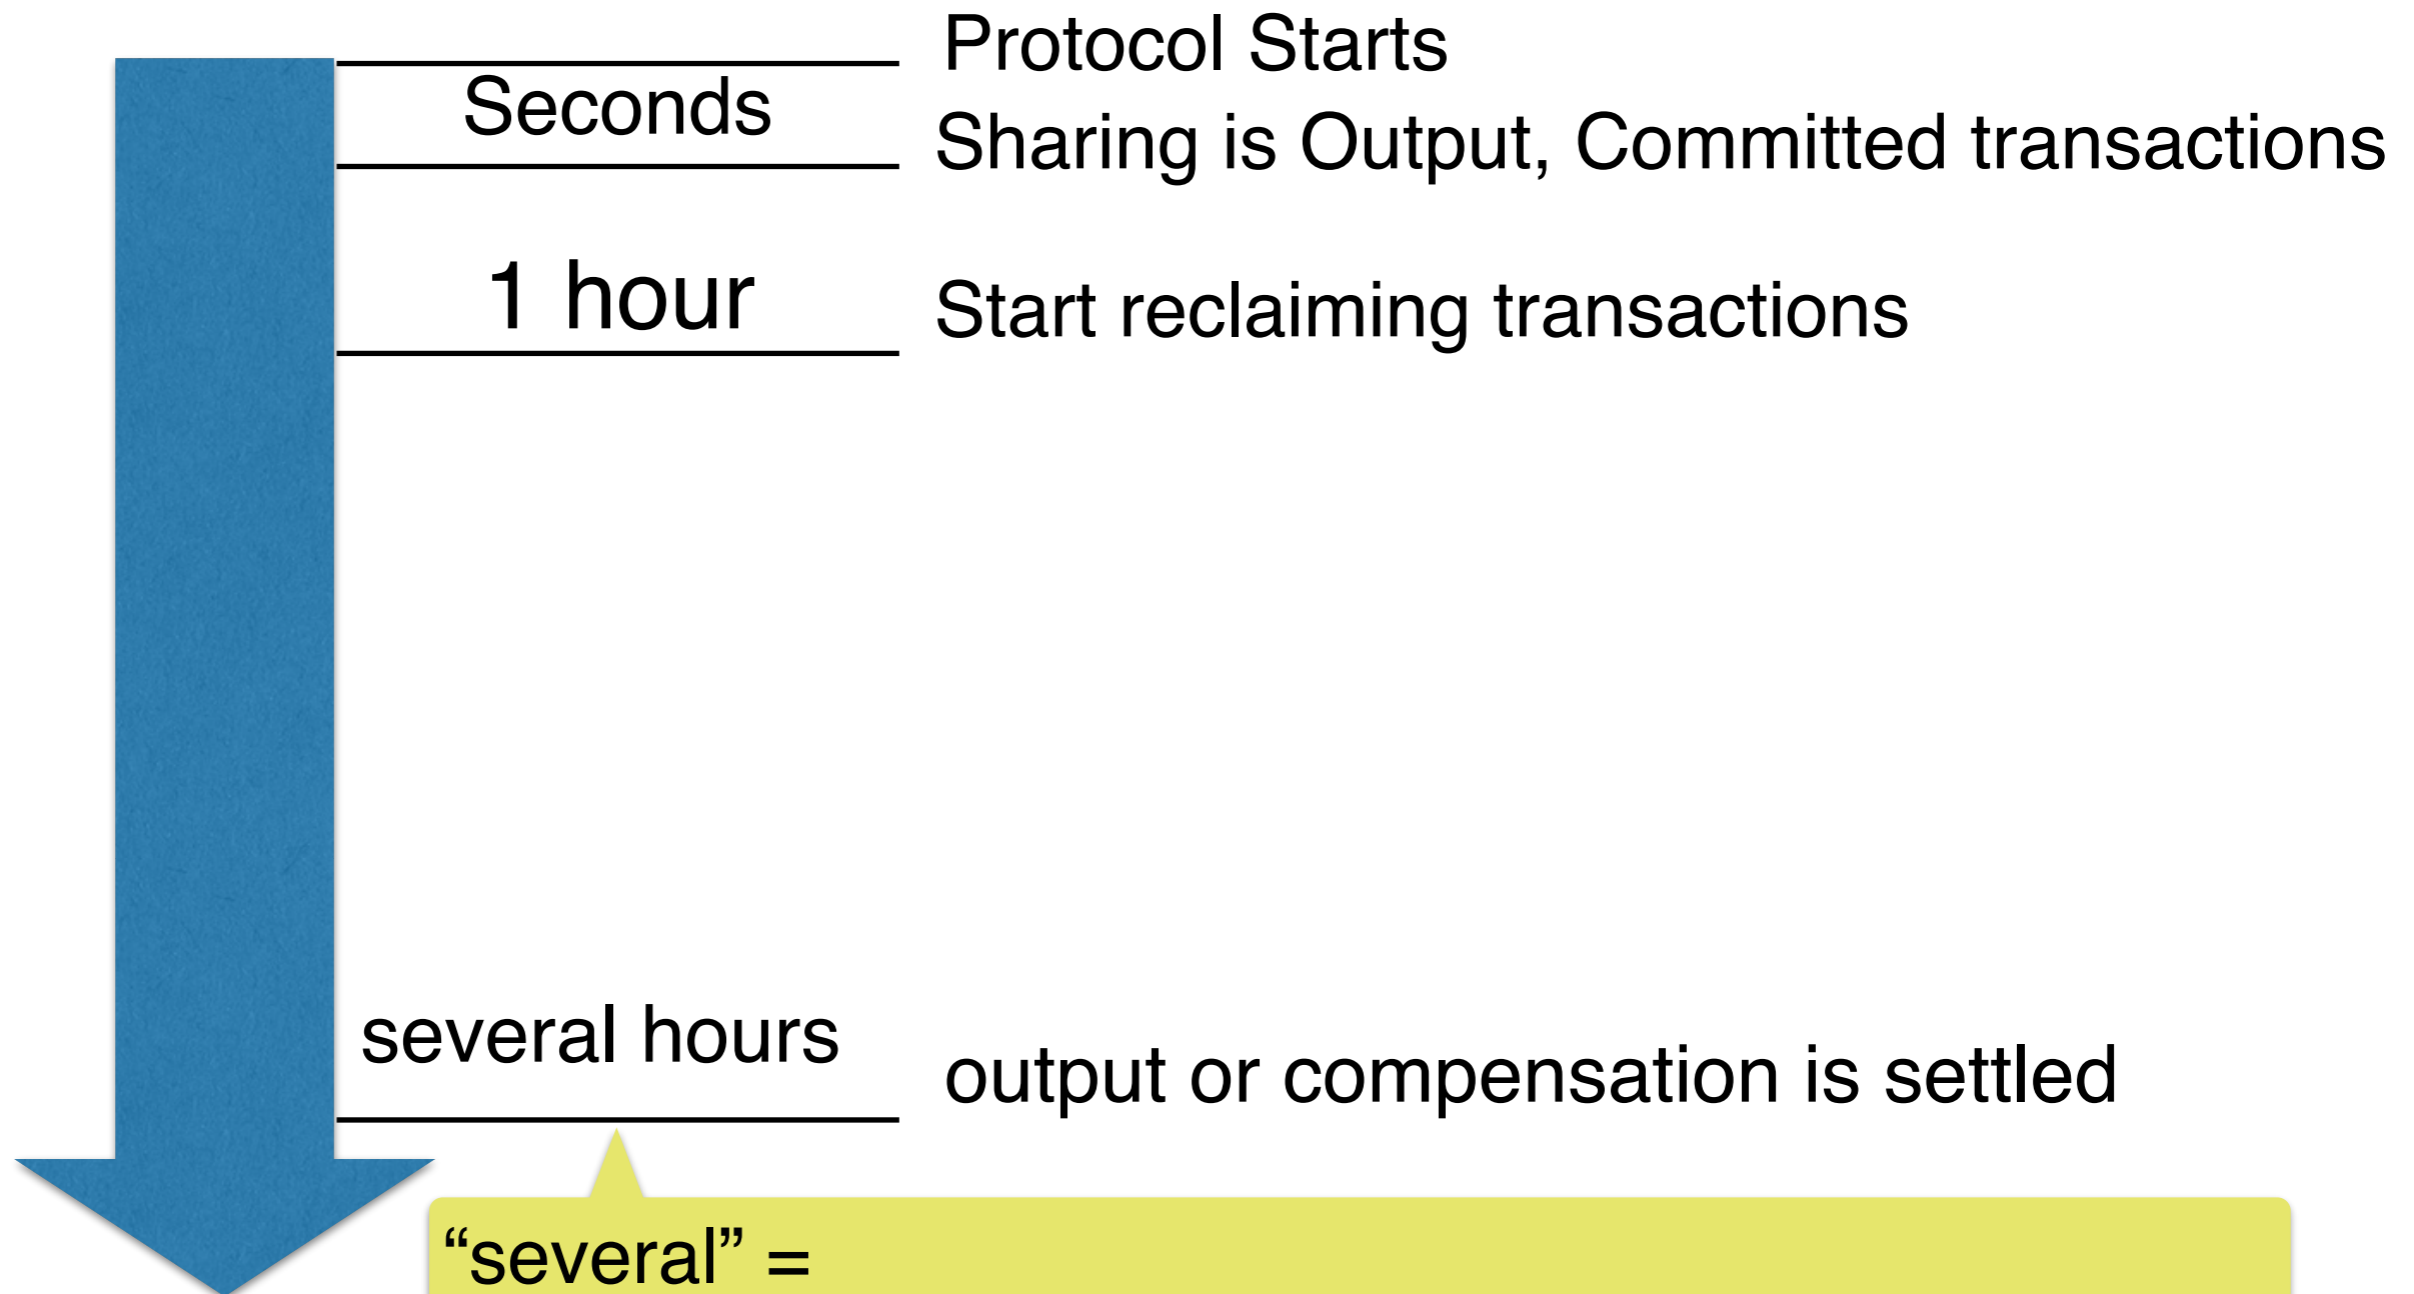 Protocol Starts
Seconds
Sharing is Output, Committed transactions
1 hour
Start reclaiming transactions
several hours
output or compensation is settled
“several” =